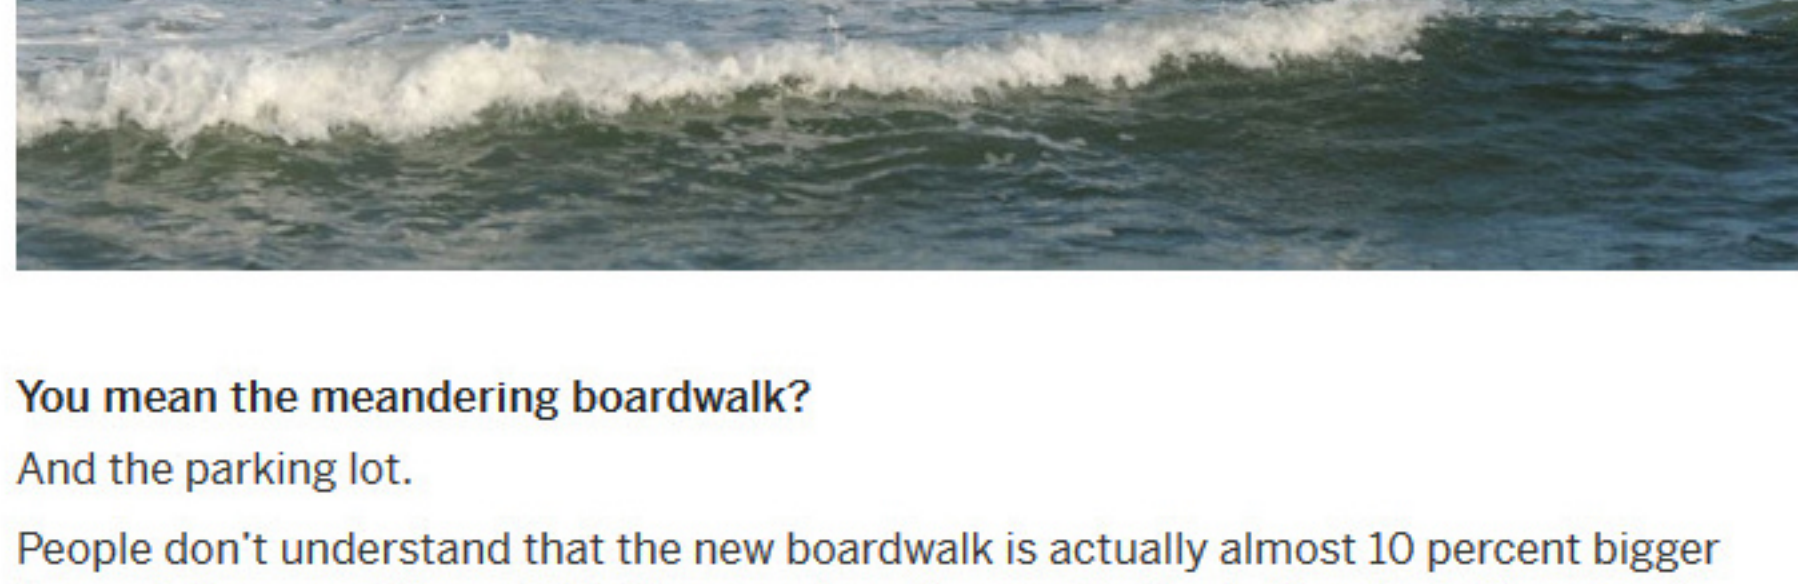 You mean the meandering boardwalk?
And the parking lot.
People don't understand that the new boardwalk is actually almost 10 percent bigger